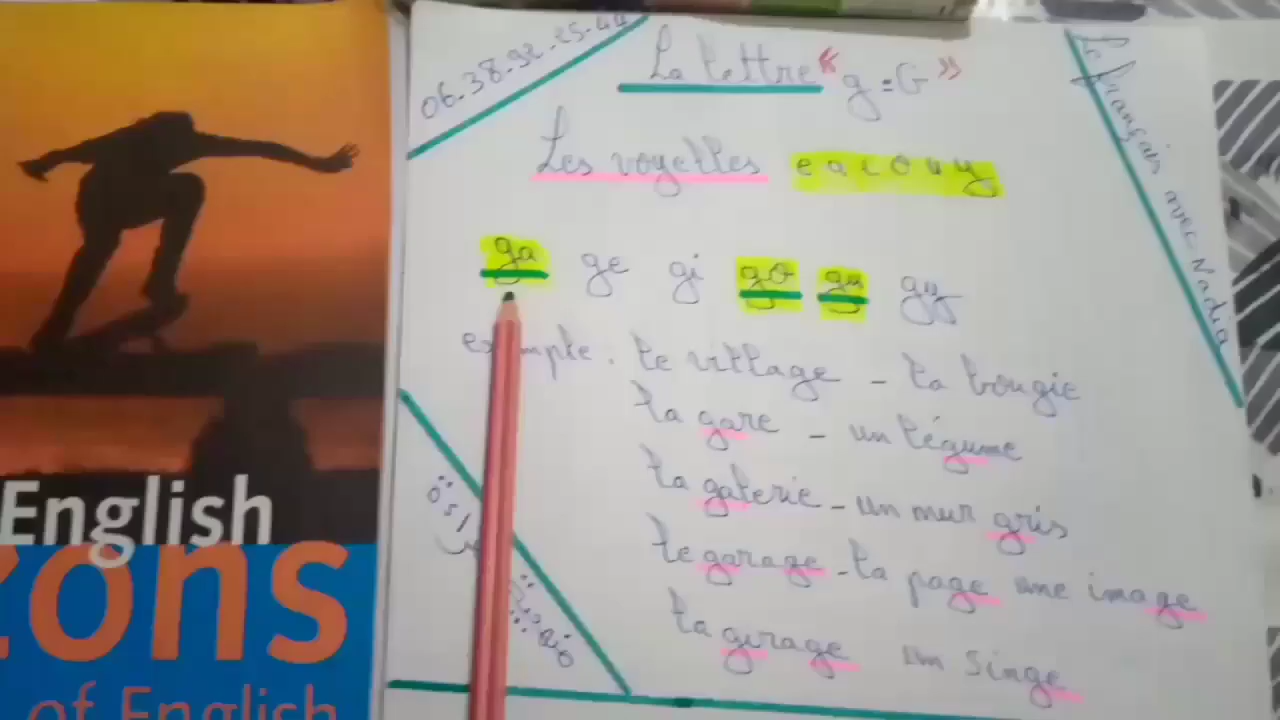 06.38.92.25.44
La lettre "g=G"
Le français avec Nadia
Les voyelles e a i o u y
ga ge gi go gu gy
exemple. le village - la bougie
la gare - un légume
la galerie - un mur gris
le garage - la page une image
la girage un singe
English
zons
of English